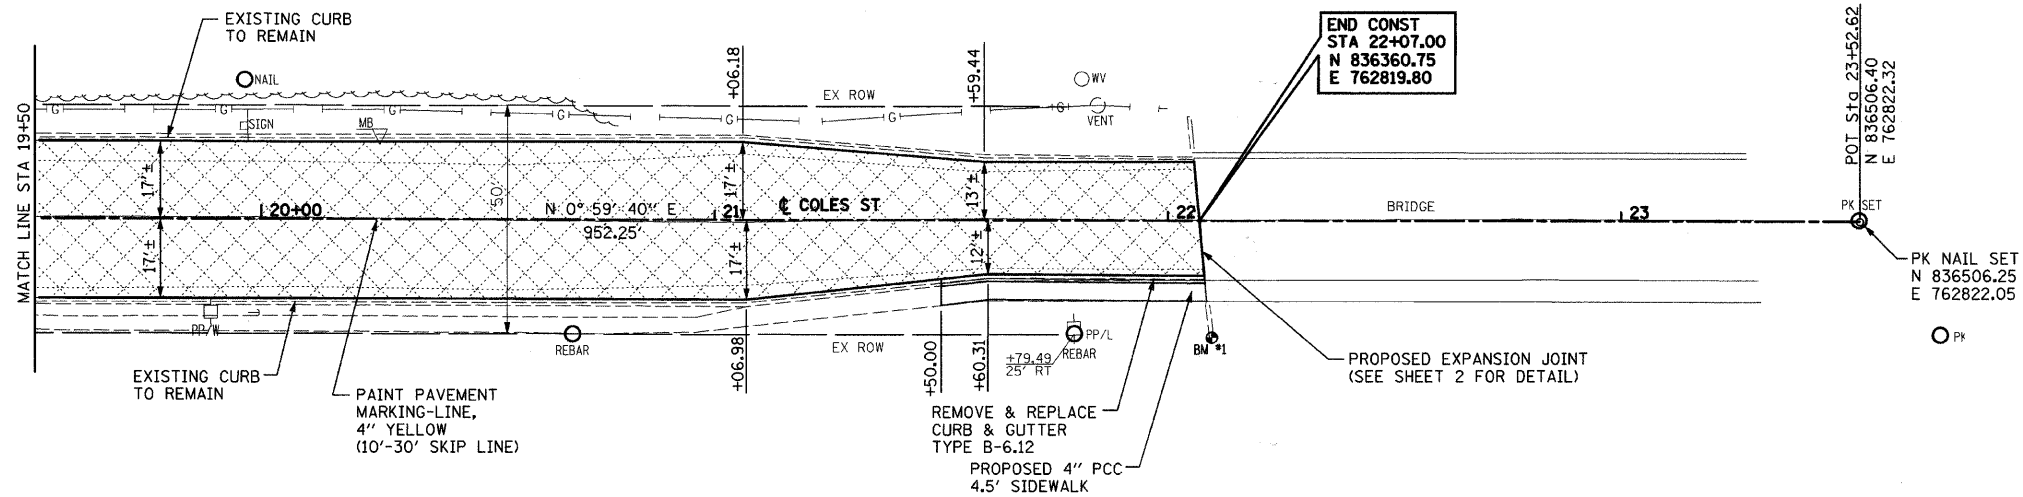 EXISTING CURB
TO REMAIN
MATCH LINE STA 19+50
NAIL
G
G
G
G
G
G
G
SIGN
MB
+06.18
EX ROW
+59.44
WV
VENT
END CONST
STA 22+07.00
N 836360.75
E 762819.80
POT Sta 23+52.62
N 836506.40
E 762822.32
17'±
17'±
13'±
50
20+00
N 0° 59' 40" E
952.25'
21
℄ COLES ST
22
BRIDGE
23
PK SET
17'±
17'±
12'±
PK NAIL SET
N 836506.25
E 762822.05
PP/W
REBAR
EX ROW
PP/L
REBAR
+79.49
25' RT
BM #1
PK
+06.98
+50.00
+60.31
EXISTING CURB
TO REMAIN
PAINT PAVEMENT
MARKING-LINE,
4" YELLOW
(10'-30' SKIP LINE)
REMOVE & REPLACE
CURB & GUTTER
TYPE B-6.12
PROPOSED 4" PCC
4.5' SIDEWALK
PROPOSED EXPANSION JOINT
(SEE SHEET 2 FOR DETAIL)